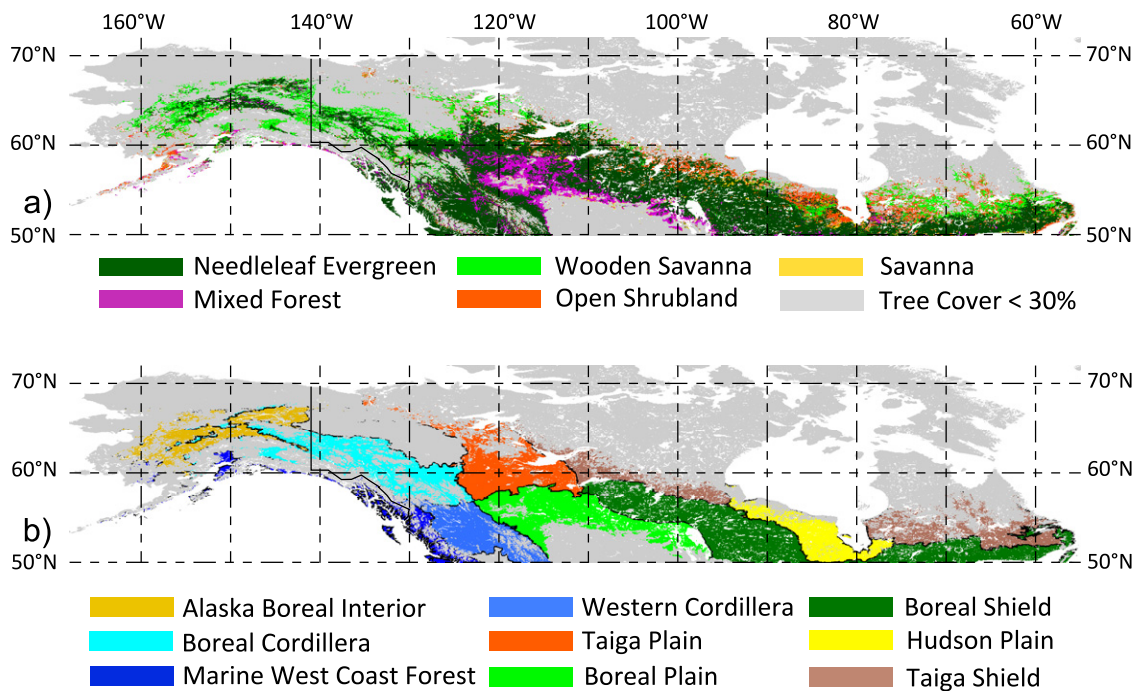 160°W 140°W 120°W 100°W 80°W 60°W
70°N 70°N
60°N 60°N
a)
50°N 50°N
Needleleaf Evergreen Wooden Savanna Savanna
Mixed Forest Open Shrubland Tree Cover < 30%
70°N 70°N
60°N 60°N
b)
50°N 50°N
Alaska Boreal Interior Western Cordillera Boreal Shield
Boreal Cordillera Taiga Plain Hudson Plain
Marine West Coast Forest Boreal Plain Taiga Shield